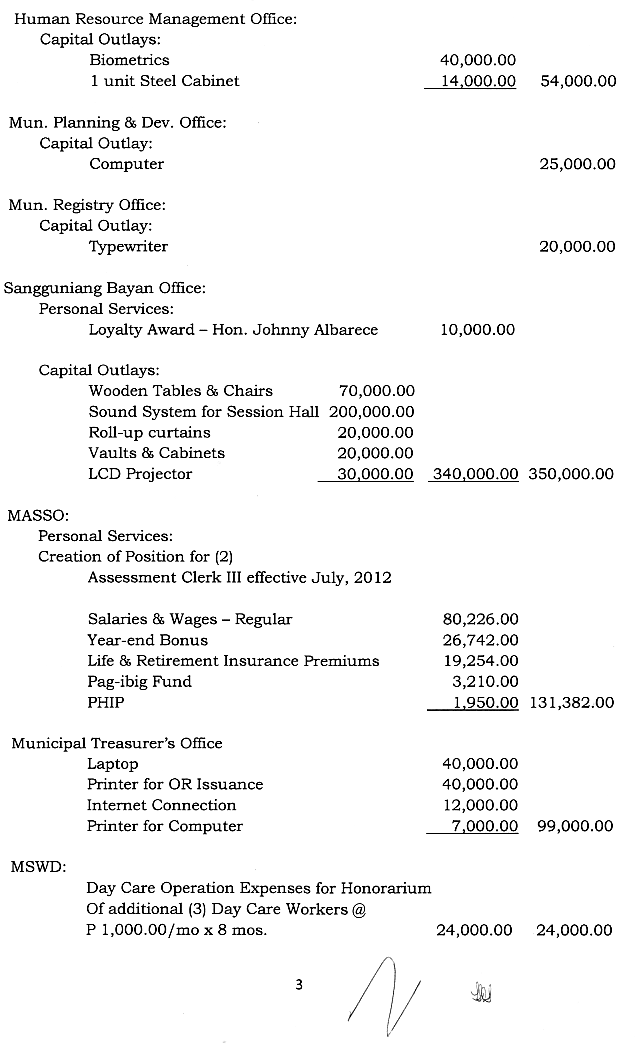 Human Resource Management Office:
Capital Outlays:
Biometrics 40,000.00
1 unit Steel Cabinet 14,000.00 54,000.00
Mun. Planning & Dev. Office:
Capital Outlay:
Computer 25,000.00
Mun. Registry Office:
Capital Outlay:
Typewriter 20,000.00
Sangguniang Bayan Office:
Personal Services:
Loyalty Award – Hon. Johnny Albarece 10,000.00
Capital Outlays:
Wooden Tables & Chairs 70,000.00
Sound System for Session Hall 200,000.00
Roll-up curtains 20,000.00
Vaults & Cabinets 20,000.00
LCD Projector 30,000.00 340,000.00 350,000.00
MASSO:
Personal Services:
Creation of Position for (2)
Assessment Clerk III effective July, 2012
Salaries & Wages – Regular 80,226.00
Year-end Bonus 26,742.00
Life & Retirement Insurance Premiums 19,254.00
Pag-ibig Fund 3,210.00
PHIP 1,950.00 131,382.00
Municipal Treasurer's Office
Laptop 40,000.00
Printer for OR Issuance 40,000.00
Internet Connection 12,000.00
Printer for Computer 7,000.00 99,000.00
MSWD:
Day Care Operation Expenses for Honorarium
Of additional (3) Day Care Workers @
P 1,000.00/mo x 8 mos. 24,000.00 24,000.00
3